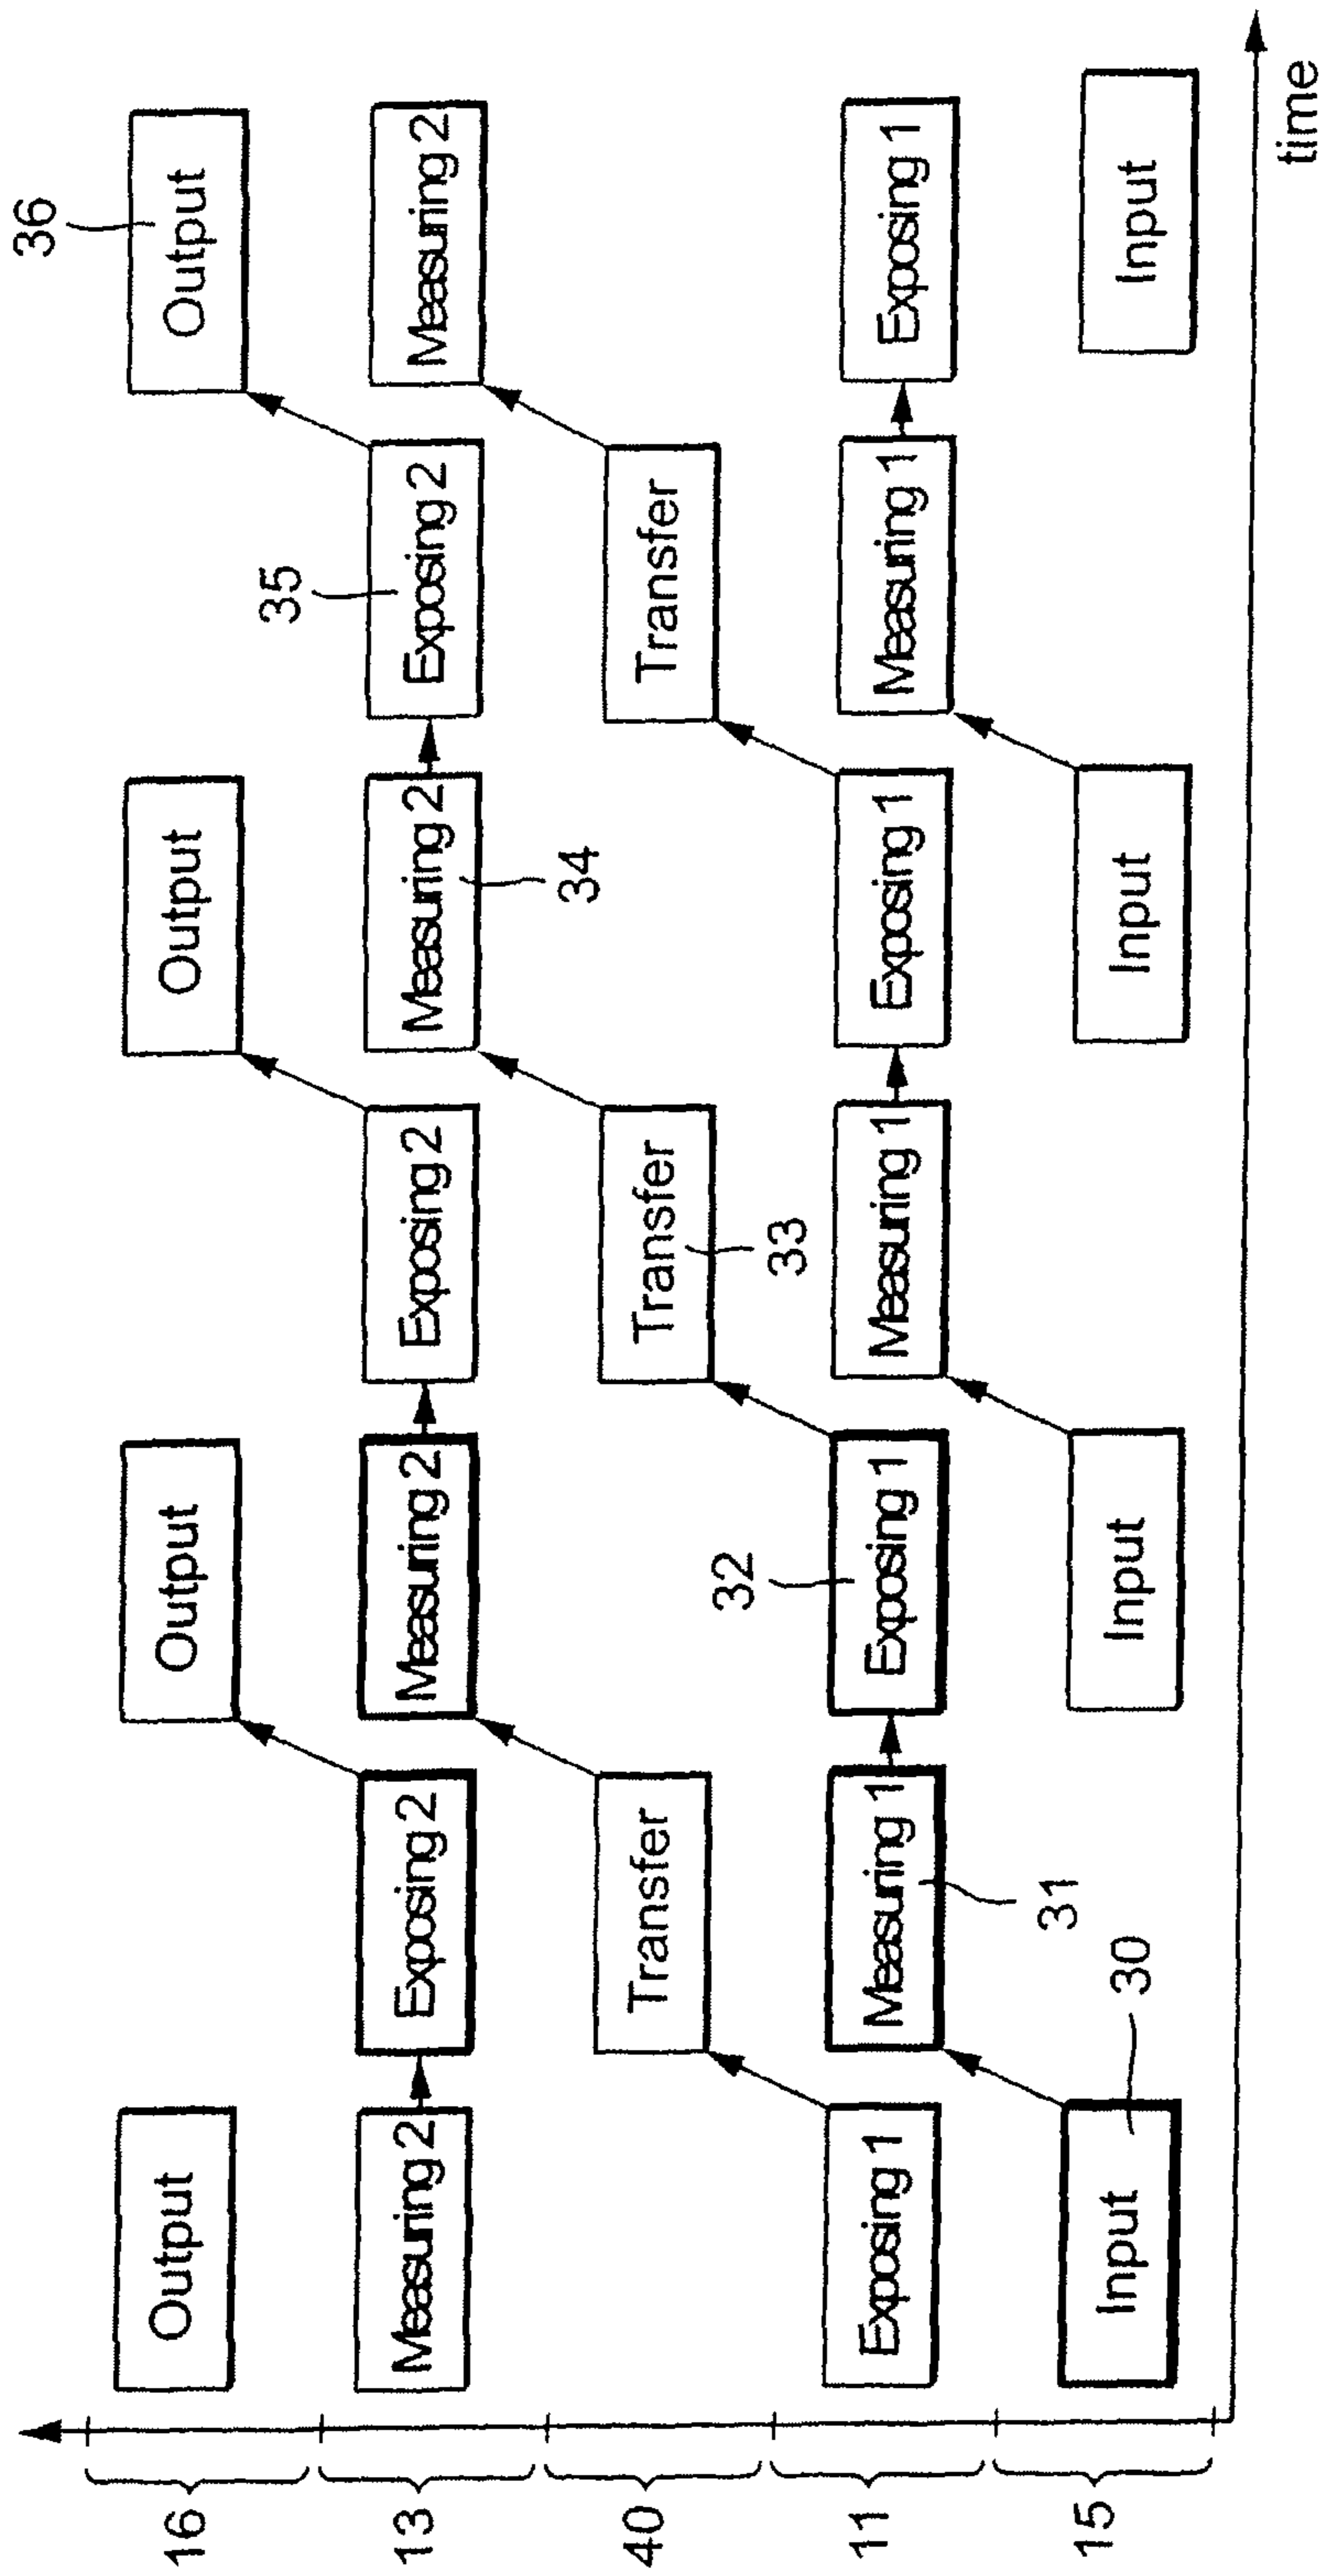 36
16
Output
Output
Output
Output
35
13
Measuring 2
Exposing 2
Measuring 2
Exposing 2
Measuring 2
Exposing 2
Measuring 2
34
40
Transfer
Transfer
Transfer
32
33
11
Exposing 1
Measuring 1
Exposing 1
Measuring 1
Exposing 1
Measuring 1
Exposing 1
31
15
Input
Input
Input
Input
30
time